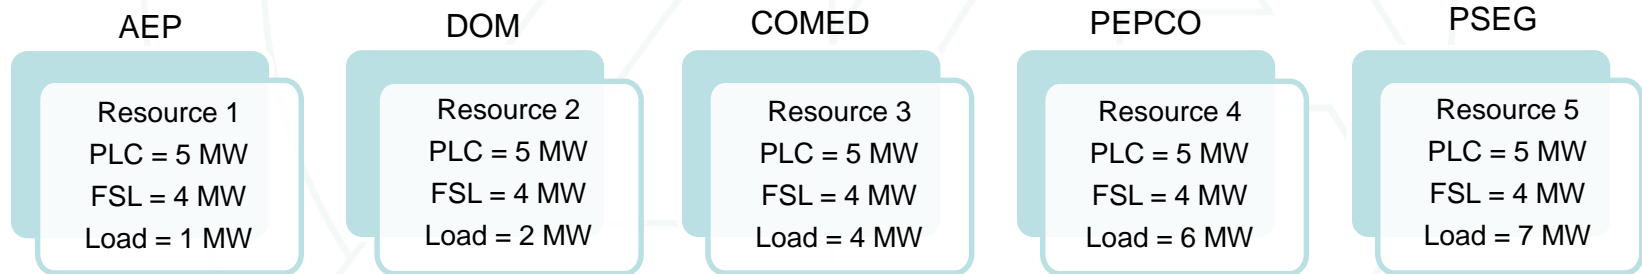 AEP
Resource 1
PLC = 5 MW
FSL = 4 MW
Load = 1 MW
DOM
Resource 2
PLC = 5 MW
FSL = 4 MW
Load = 2 MW
COMED
Resource 3
PLC = 5 MW
FSL = 4 MW
Load = 4 MW
PEPCO
Resource 4
PLC = 5 MW
FSL = 4 MW
Load = 6 MW
PSEG
Resource 5
PLC = 5 MW
FSL = 4 MW
Load = 7 MW